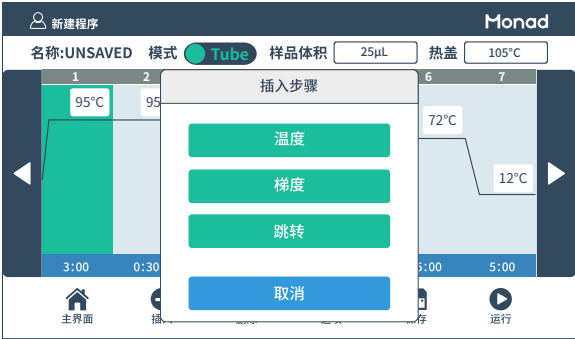 新建程序
Monad
名称:UNSAVED 模式 Tube 样品体积 25μL 热盖 105℃
1 2 6 7
插入步骤
95℃ 95
温度
72℃
梯度
12℃
跳转
3:00 0:30 5:00 5:00
取消
主界面 运行